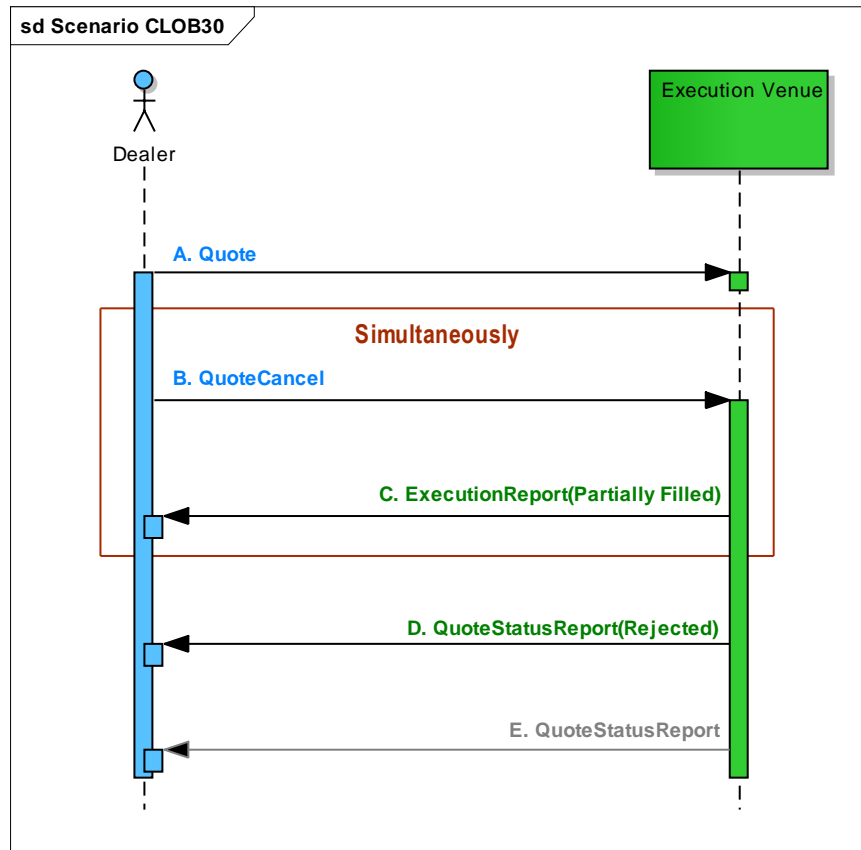 sd Scenario CLOB30
Execution Venue
Dealer
A. Quote
Simultaneously
B. QuoteCancel
C. ExecutionReport(Partially Filled)
D. QuoteStatusReport(Rejected)
E. QuoteStatusReport